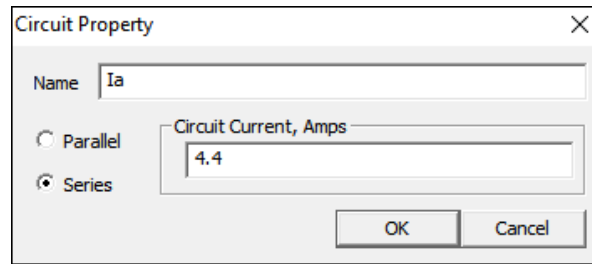 Circuit Property
Name Ia
Parallel
Series
Circuit Current, Amps
4.4
OK Cancel